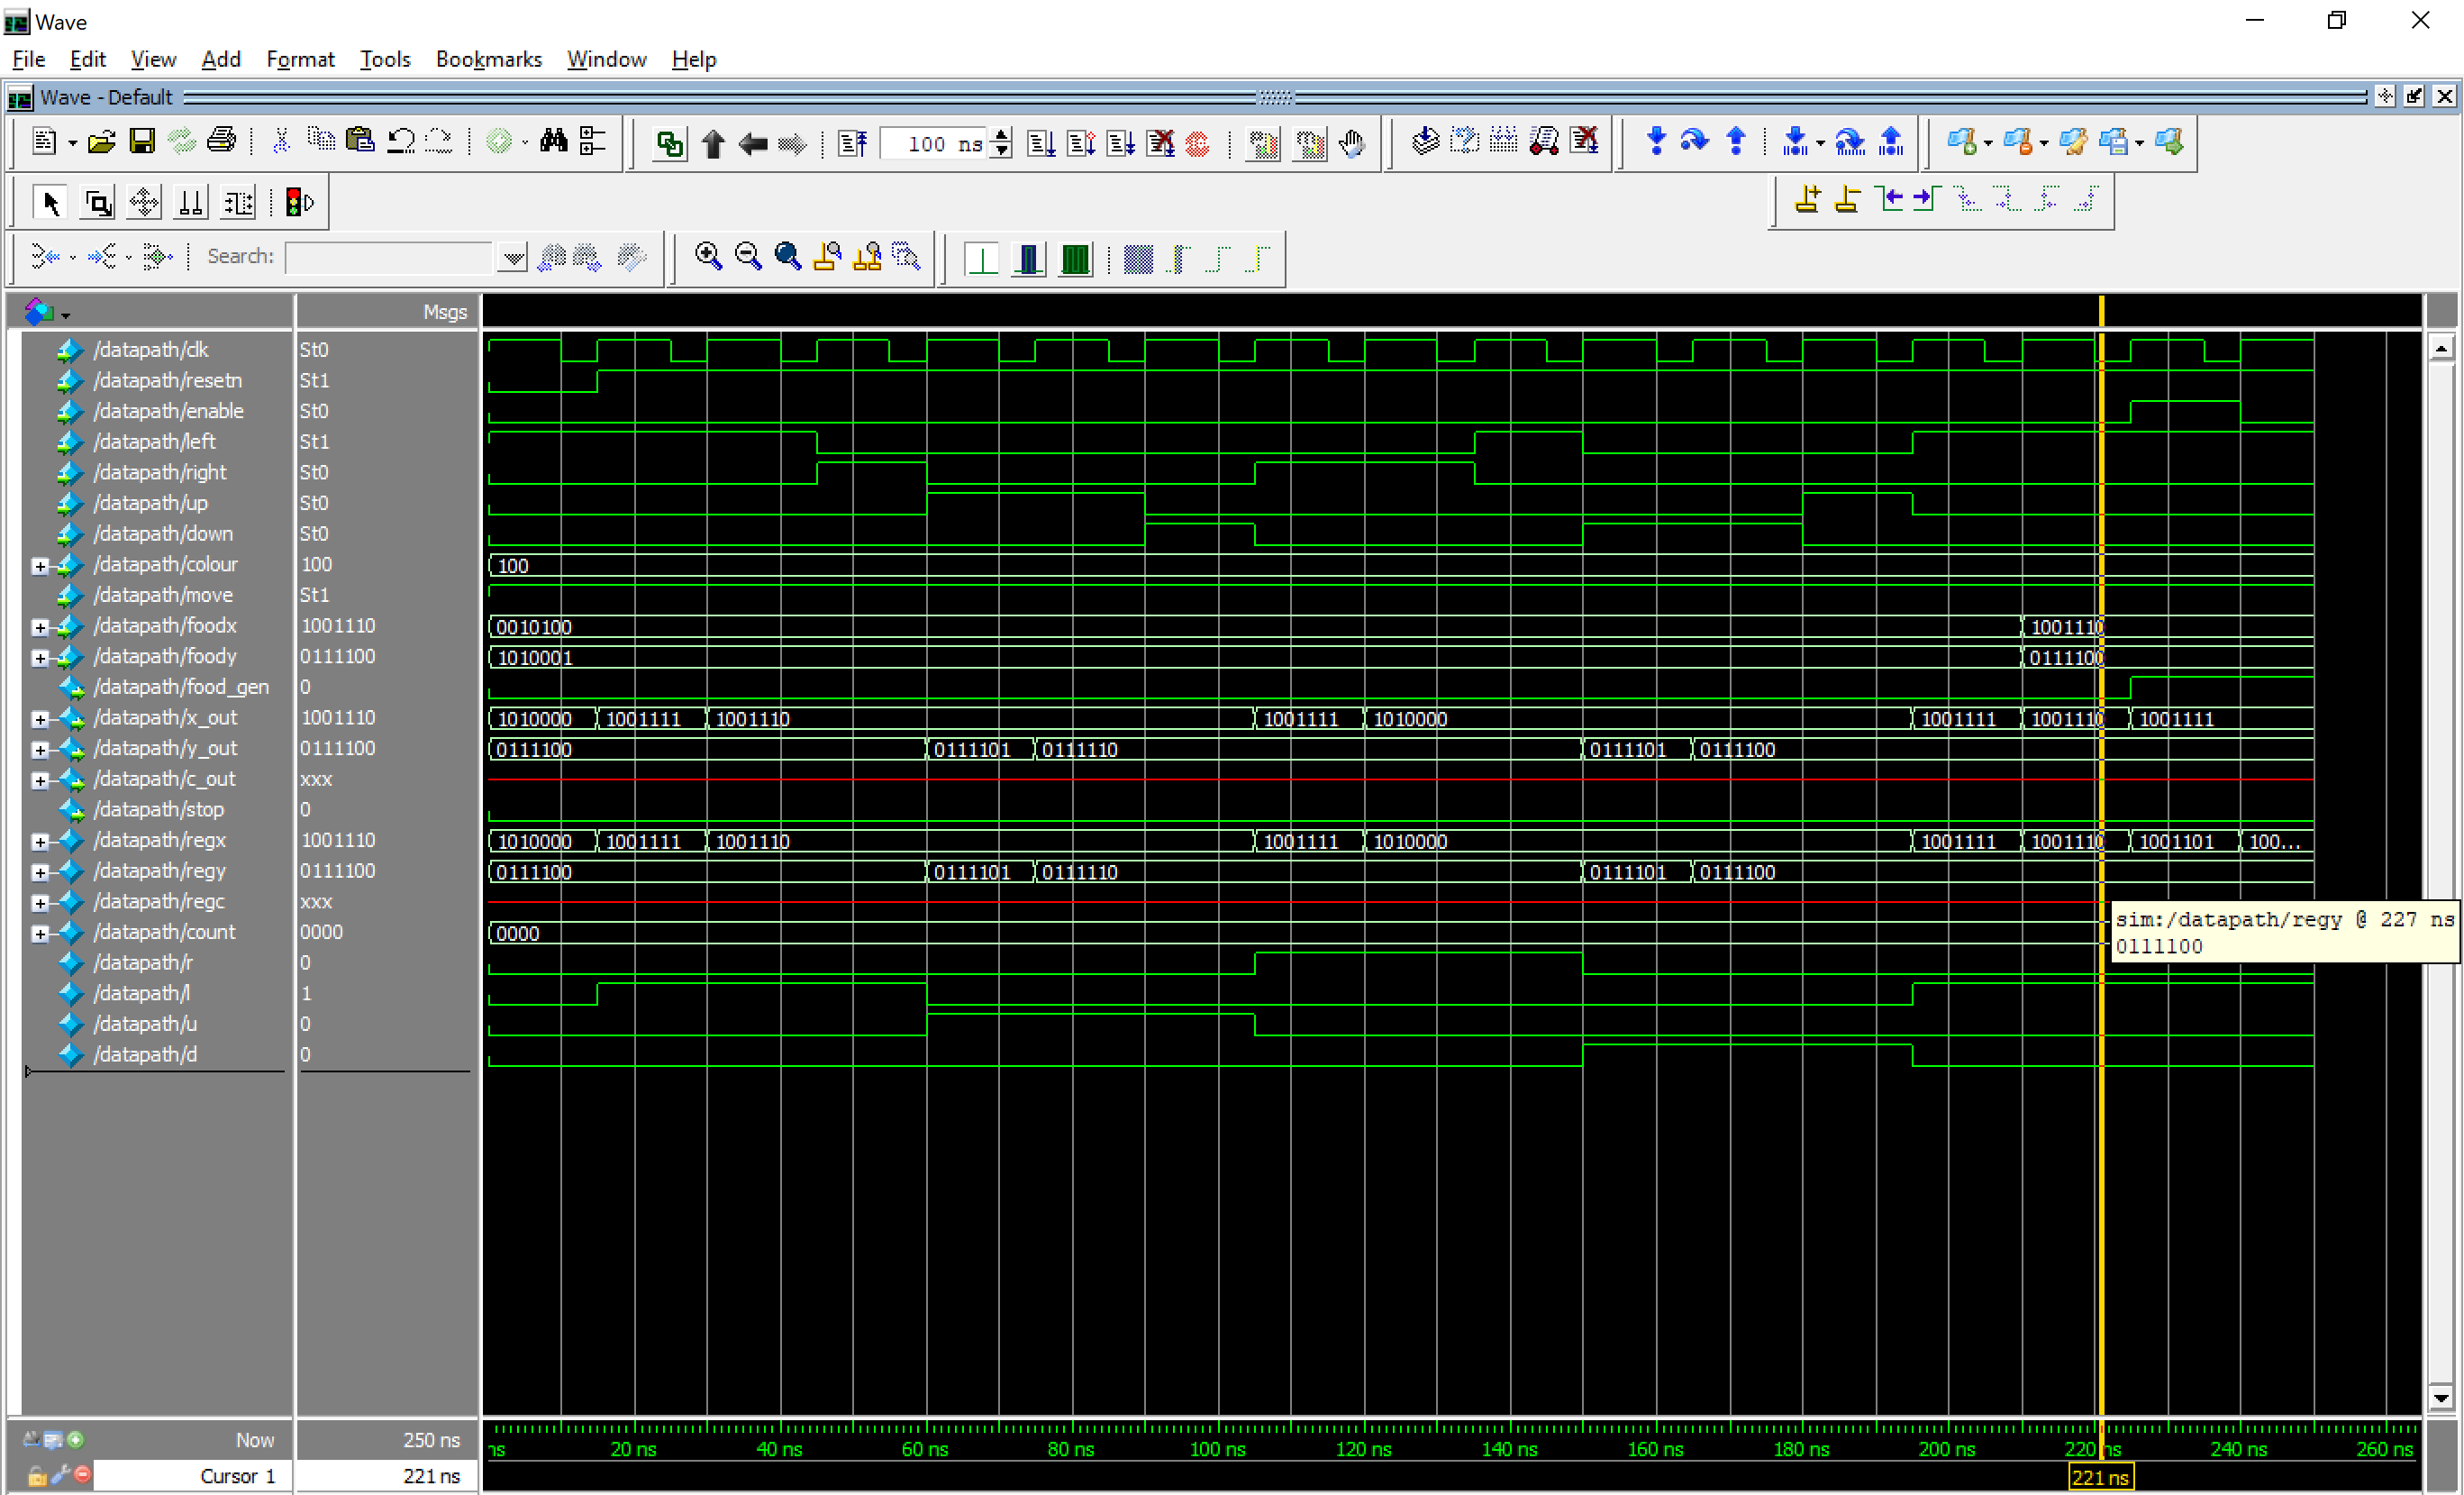 Wave
File Edit View Add Format Tools Bookmarks Window Help
Wave - Default
100 ns
Search:
Msgs
/datapath/clk St0
/datapath/resetn St1
/datapath/enable St0
/datapath/left St1
/datapath/right St0
/datapath/up St0
/datapath/down St0
/datapath/colour 100 100
/datapath/move St1
/datapath/foodx 1001110 0010100 1001110
/datapath/foody 0111100 1010001 0111100
/datapath/food_gen 0
/datapath/x_out 1001110 1010000 1001111 1001110 1001111 1010000 1001111 1001110 1001111
/datapath/y_out 0111100 0111100 0111101 0111110 0111101 0111100
/datapath/c_out xxx
/datapath/stop 0
/datapath/regx 1001110 1010000 1001111 1001110 1001111 1010000 1001111 1001110 1001101 100...
/datapath/regy 0111100 0111100 0111101 0111110 0111101 0111100
/datapath/regc xxx
/datapath/count 0000 0000
sim:/datapath/regy @ 227 ns
0111100
/datapath/r 0
/datapath/l 1
/datapath/u 0
/datapath/d 0
Now 250 ns
ns 20 ns 40 ns 60 ns 80 ns 100 ns 120 ns 140 ns 160 ns 180 ns 200 ns 220 ns 240 ns 260 ns
Cursor 1 221 ns
221 ns